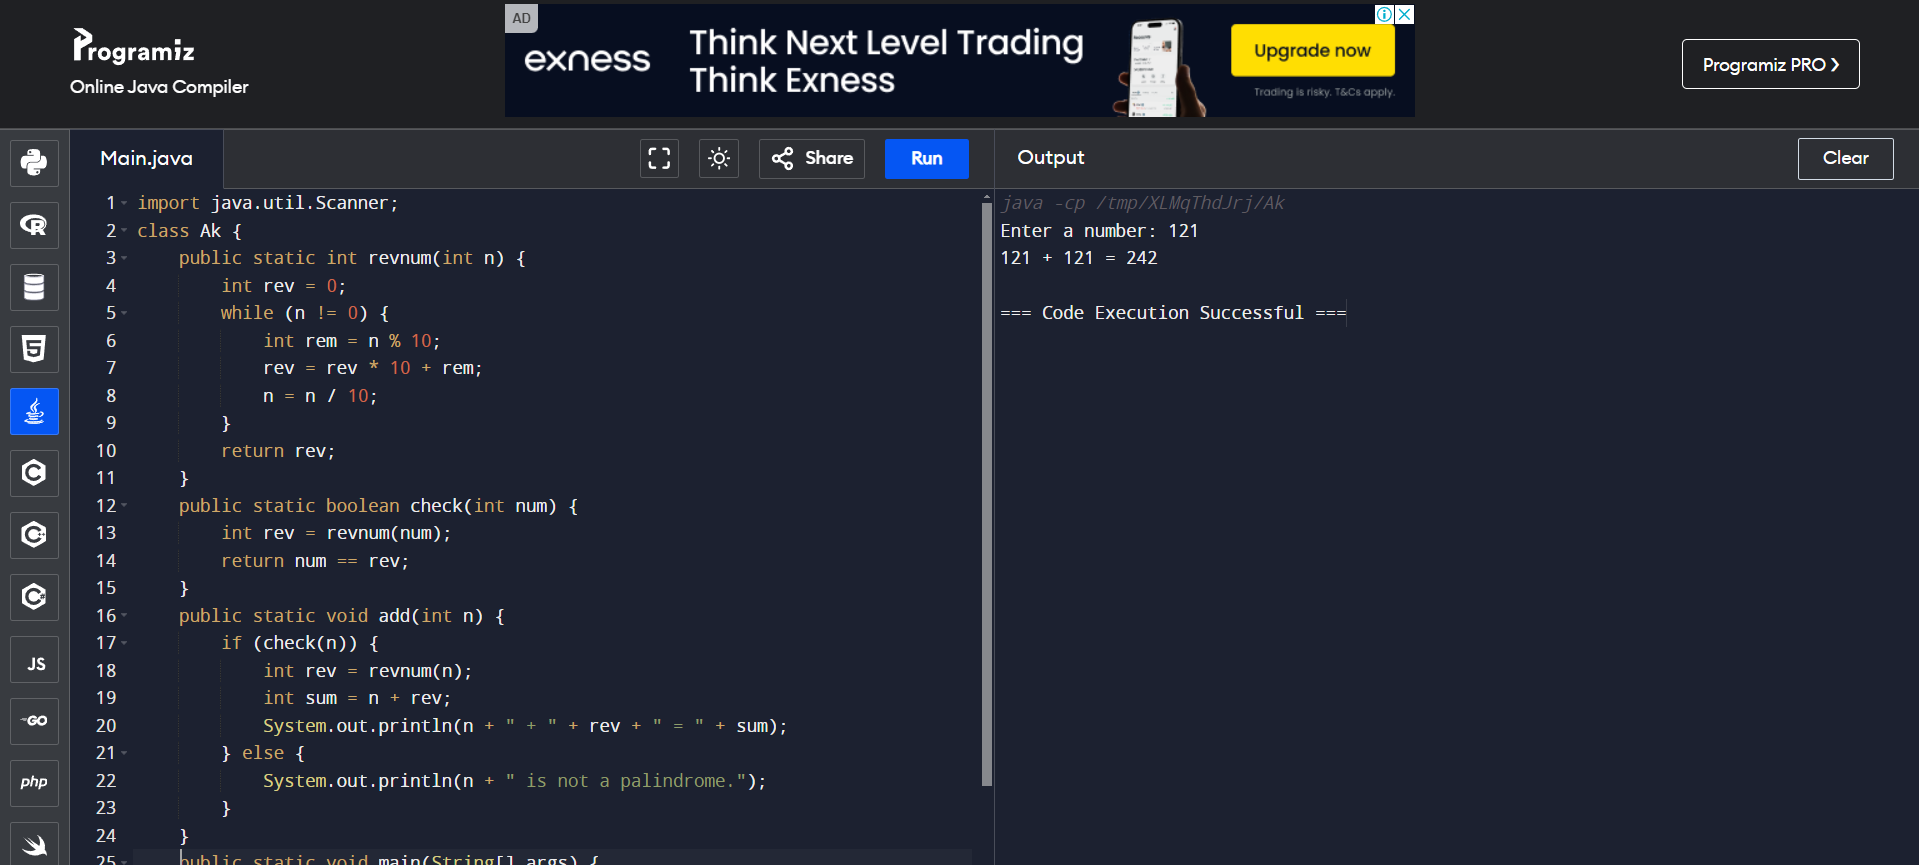 Programiz
Online Java Compiler
AD
exness
Think Next Level Trading
Think Exness
Upgrade now
Trading is risky. T&Cs apply.
Programiz PRO ❯
Main.java
Share
Run
Output
Clear
1 import java.util.Scanner;
2 class Ak {
3     public static int revnum(int n) {
4         int rev = 0;
5         while (n != 0) {
6             int rem = n % 10;
7             rev = rev * 10 + rem;
8             n = n / 10;
9         }
10         return rev;
11     }
12     public static boolean check(int num) {
13         int rev = revnum(num);
14         return num == rev;
15     }
16     public static void add(int n) {
17         if (check(n)) {
18             int rev = revnum(n);
19             int sum = n + rev;
20             System.out.println(n + " + " + rev + " = " + sum);
21         } else {
22             System.out.println(n + " is not a palindrome.");
23         }
24     }
25     public static void main(String[] args) {
java -cp /tmp/XLMqThdJrj/Ak
Enter a number: 121
121 + 121 = 242
=== Code Execution Successful ===
R
5
C
C++
C#
JS
GO
php